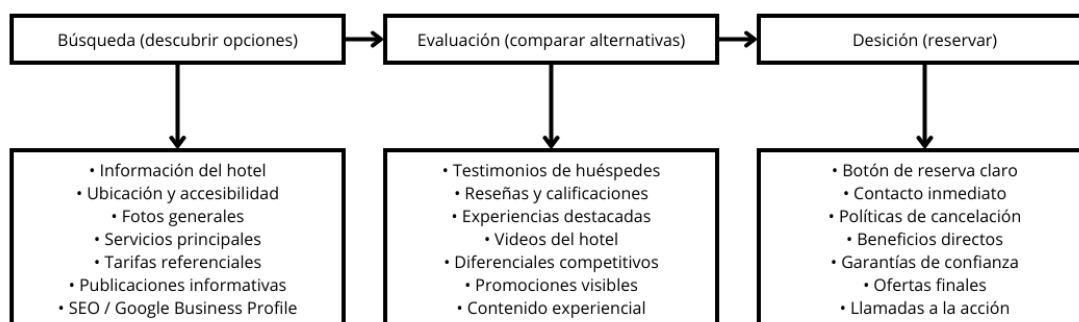 Búsqueda (descubrir opciones)
Evaluación (comparar alternativas)
Desición (reservar)
• Información del hotel
• Ubicación y accesibilidad
• Fotos generales
• Servicios principales
• Tarifas referenciales
• Publicaciones informativas
• SEO / Google Business Profile
• Testimonios de huéspedes
• Reseñas y calificaciones
• Experiencias destacadas
• Videos del hotel
• Diferenciales competitivos
• Promociones visibles
• Contenido experiencial
• Botón de reserva claro
• Contacto inmediato
• Políticas de cancelación
• Beneficios directos
• Garantías de confianza
• Ofertas finales
• Llamadas a la acción